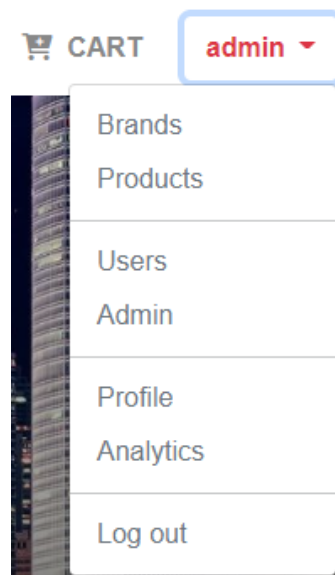 CART
admin
Brands
Products
Users
Admin
Profile
Analytics
Log out